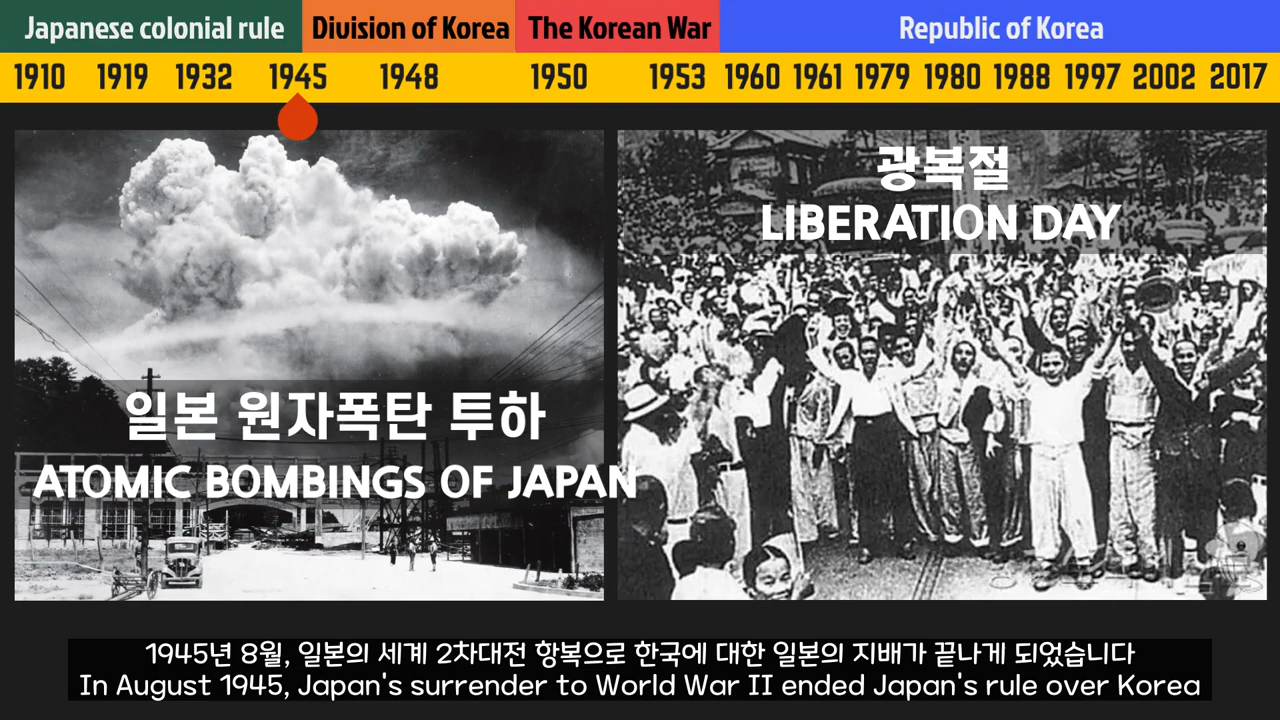 Japanese colonial rule
Division of Korea
The Korean War
Republic of Korea
1910 1919 1932 1945 1948 1950 1953 1960 1961 1979 1980 1988 1997 2002 2017
일본 원자폭탄 투하
ATOMIC BOMBINGS OF JAPAN
광복절
LIBERATION DAY
1945년 8월, 일본의 세계 2차대전 항복으로 한국에 대한 일본의 지배가 끝나게 되었습니다
In August 1945, Japan's surrender to World War II ended Japan's rule over Korea